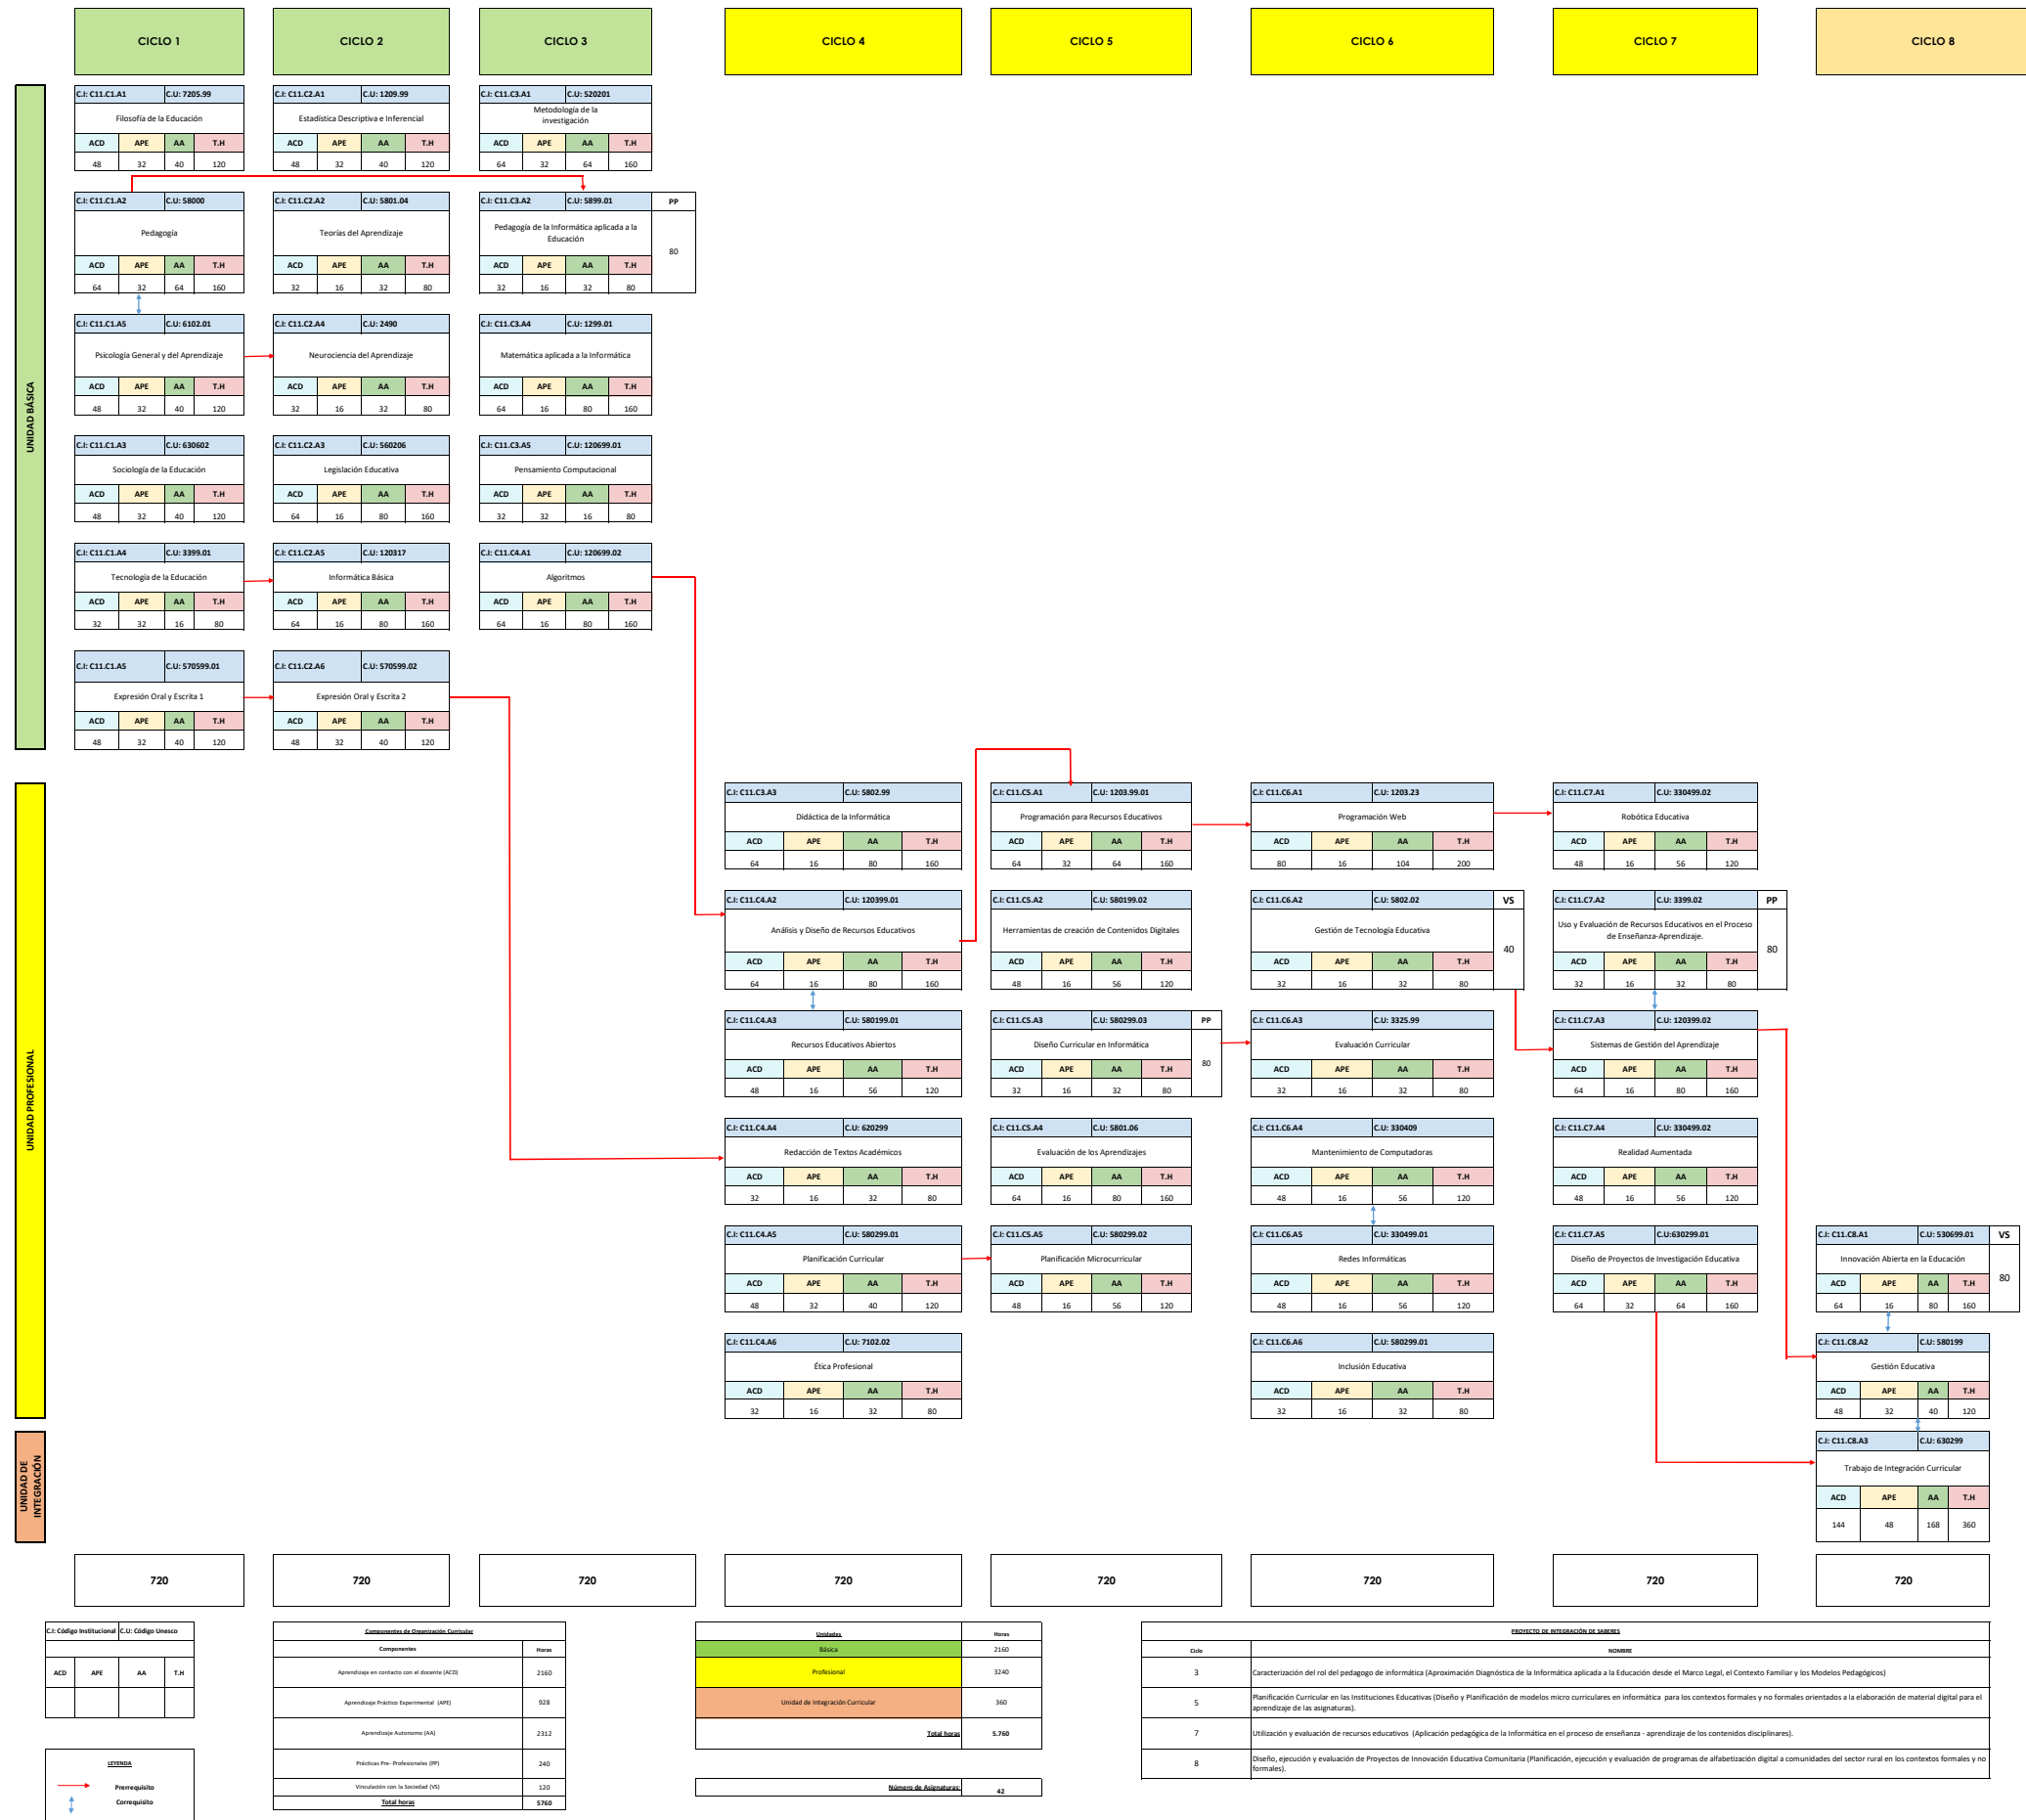 CICLO 1 CICLO 2 CICLO 3 CICLO 4 CICLO 5 CICLO 6 CICLO 7 CICLO 8
UNIDAD BÁSICA
C.I: C11.C1.A1 C.U: 7205.99 C.I: C11.C2.A1 C.U: 1209.99 C.I: C11.C3.A1 C.U: 520201
Filosofía de la Educación Estadística Descriptiva e Inferencial Metodología de la
investigación
ACD APE AA T.H ACD APE AA T.H ACD APE AA T.H
48 32 40 120 48 32 40 120 64 32 64 160
C.I: C11.C1.A2 C.U: 58000 C.I: C11.C2.A2 C.U: 5801.04 C.I: C11.C3.A2 C.U: 5899.01 PP
Pedagogía Teorías del Aprendizaje Pedagogía de la Informática aplicada a la
Educación
80
ACD APE AA T.H ACD APE AA T.H ACD APE AA T.H
64 32 64 160 32 16 32 80 32 16 32 80
C.I: C11.C1.A5 C.U: 6102.01 C.I: C11.C2.A4 C.U: 2490 C.I: C11.C3.A4 C.U: 1299.01
Psicología General y del Aprendizaje Neurociencia del Aprendizaje Matemática aplicada a la Informática
ACD APE AA T.H ACD APE AA T.H ACD APE AA T.H
48 32 40 120 32 16 32 80 64 16 80 160
C.I: C11.C1.A3 C.U: 630602 C.I: C11.C2.A3 C.U: 560206 C.I: C11.C3.A5 C.U: 120699.01
Sociología de la Educación Legislación Educativa Pensamiento Computacional
ACD APE AA T.H ACD APE AA T.H ACD APE AA T.H
48 32 40 120 64 16 80 160 32 32 16 80
C.I: C11.C1.A4 C.U: 3399.01 C.I: C11.C2.A5 C.U: 120317 C.I: C11.C4.A1 C.U: 120699.02
Tecnología de la Educación Informática Básica Algoritmos
ACD APE AA T.H ACD APE AA T.H ACD APE AA T.H
32 32 16 80 64 16 80 160 64 16 80 160
C.I: C11.C1.A5 C.U: 570599.01 C.I: C11.C2.A6 C.U: 570599.02
Expresión Oral y Escrita 1 Expresión Oral y Escrita 2
ACD APE AA T.H ACD APE AA T.H
48 32 40 120 48 32 40 120
UNIDAD PROFESIONAL
C.I: C11.C3.A3 C.U: 5802.99 C.I: C11.C5.A1 C.U: 1203.99.01 C.I: C11.C6.A1 C.U: 1203.23 C.I: C11.C7.A1 C.U: 330499.02
Didáctica de la Informática Programación para Recursos Educativos Programación Web Robótica Educativa
ACD APE AA T.H ACD APE AA T.H ACD APE AA T.H ACD APE AA T.H
64 16 80 160 64 32 64 160 80 16 104 200 48 16 56 120
C.I: C11.C4.A2 C.U: 120399.01 C.I: C11.C5.A2 C.U: 580199.02 C.I: C11.C6.A2 C.U: 5802.02 VS C.I: C11.C7.A2 C.U: 3399.02 PP
Análisis y Diseño de Recursos Educativos Herramientas de creación de Contenidos Digitales Gestión de Tecnología Educativa Uso y Evaluación de Recursos Educativos en el Proceso
de Enseñanza-Aprendizaje.
40 80
ACD APE AA T.H ACD APE AA T.H ACD APE AA T.H ACD APE AA T.H
64 16 80 160 48 16 56 120 32 16 32 80 32 16 32 80
C.I: C11.C4.A3 C.U: 580199.01 C.I: C11.C5.A3 C.U: 580299.03 PP C.I: C11.C6.A3 C.U: 3325.99 C.I: C11.C7.A3 C.U: 120399.02
Recursos Educativos Abiertos Diseño Curricular en Informática Evaluación Curricular Sistemas de Gestión del Aprendizaje
80
ACD APE AA T.H ACD APE AA T.H ACD APE AA T.H ACD APE AA T.H
48 16 56 120 32 16 32 80 32 16 32 80 64 16 80 160
C.I: C11.C4.A4 C.U: 620299 C.I: C11.C5.A4 C.U: 5801.06 C.I: C11.C6.A4 C.U: 330409 C.I: C11.C7.A4 C.U: 330499.02
Redacción de Textos Académicos Evaluación de los Aprendizajes Mantenimiento de Computadoras Realidad Aumentada
ACD APE AA T.H ACD APE AA T.H ACD APE AA T.H ACD APE AA T.H
32 16 32 80 64 16 80 160 48 16 56 120 48 16 56 120
C.I: C11.C4.A5 C.U: 580299.01 C.I: C11.C5.A5 C.U: 580299.02 C.I: C11.C6.A5 C.U: 330499.01 C.I: C11.C7.A5 C.U:630299.01 C.I: C11.C8.A1 C.U: 530699.01 VS
Planificación Curricular Planificación Microcurricular Redes Informáticas Diseño de Proyectos de Investigación Educativa Innovación Abierta en la Educación
80
ACD APE AA T.H ACD APE AA T.H ACD APE AA T.H ACD APE AA T.H ACD APE AA T.H
48 32 40 120 48 16 56 120 48 16 56 120 64 32 64 160 64 16 80 160
C.I: C11.C4.A6 C.U: 7102.02 C.I: C11.C6.A6 C.U: 580299.01 C.I: C11.C8.A2 C.U: 580199
Ética Profesional Inclusión Educativa Gestión Educativa
ACD APE AA T.H ACD APE AA T.H ACD APE AA T.H
32 16 32 80 32 16 32 80 48 32 40 120
UNIDAD DE
INTEGRACIÓN
C.I: C11.C8.A3 C.U: 630299
Trabajo de Integración Curricular
ACD APE AA T.H
144 48 168 360
720 720 720 720 720 720 720 720
C.I: Código Institucional C.U: Código Unesco
ACD APE AA T.H
LEYENDA
Prerrequisito
Correquisito
Componentes de Organización Curricular
Componentes Horas
Aprendizaje en contacto con el docente (ACD) 2160
Aprendizaje Práctico Experimental (APE) 928
Aprendizaje Autonomo (AA) 2312
Prácticas Pre- Profesionales (PP) 240
Vinculación con la Sociedad (VS) 120
Total horas 5760
Unidades Horas
Básica 2160
Profesional 3240
Unidad de Integración Curricular 360
Total horas 5.760
Número de Asignaturas: 42
PROYECTO DE INTEGRACIÓN DE SABERES
Ciclo NOMBRE
3 Caracterización del rol del pedagogo de informática (Aproximación Diagnóstica de la Informática aplicada a la Educación desde el Marco Legal, el Contexto Familiar y los Modelos Pedagógicos)
5 Planificación Curricular en las Instituciones Educativas (Diseño y Planificación de modelos micro curriculares en informática para los contextos formales y no formales orientados a la elaboración de material digital para el
aprendizaje de las asignaturas).
7 Utilización y evaluación de recursos educativos (Aplicación pedagógica de la Informática en el proceso de enseñanza - aprendizaje de los contenidos disciplinares).
8 Diseño, ejecución y evaluación de Proyectos de Innovación Educativa Comunitaria (Planificación, ejecución y evaluación de programas de alfabetización digital a comunidades del sector rural en los contextos formales y no
formales).